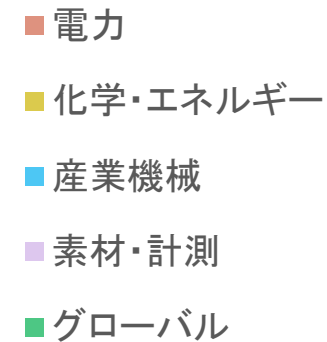 電力
化学・エネルギー
産業機械
素材・計測
グローバル